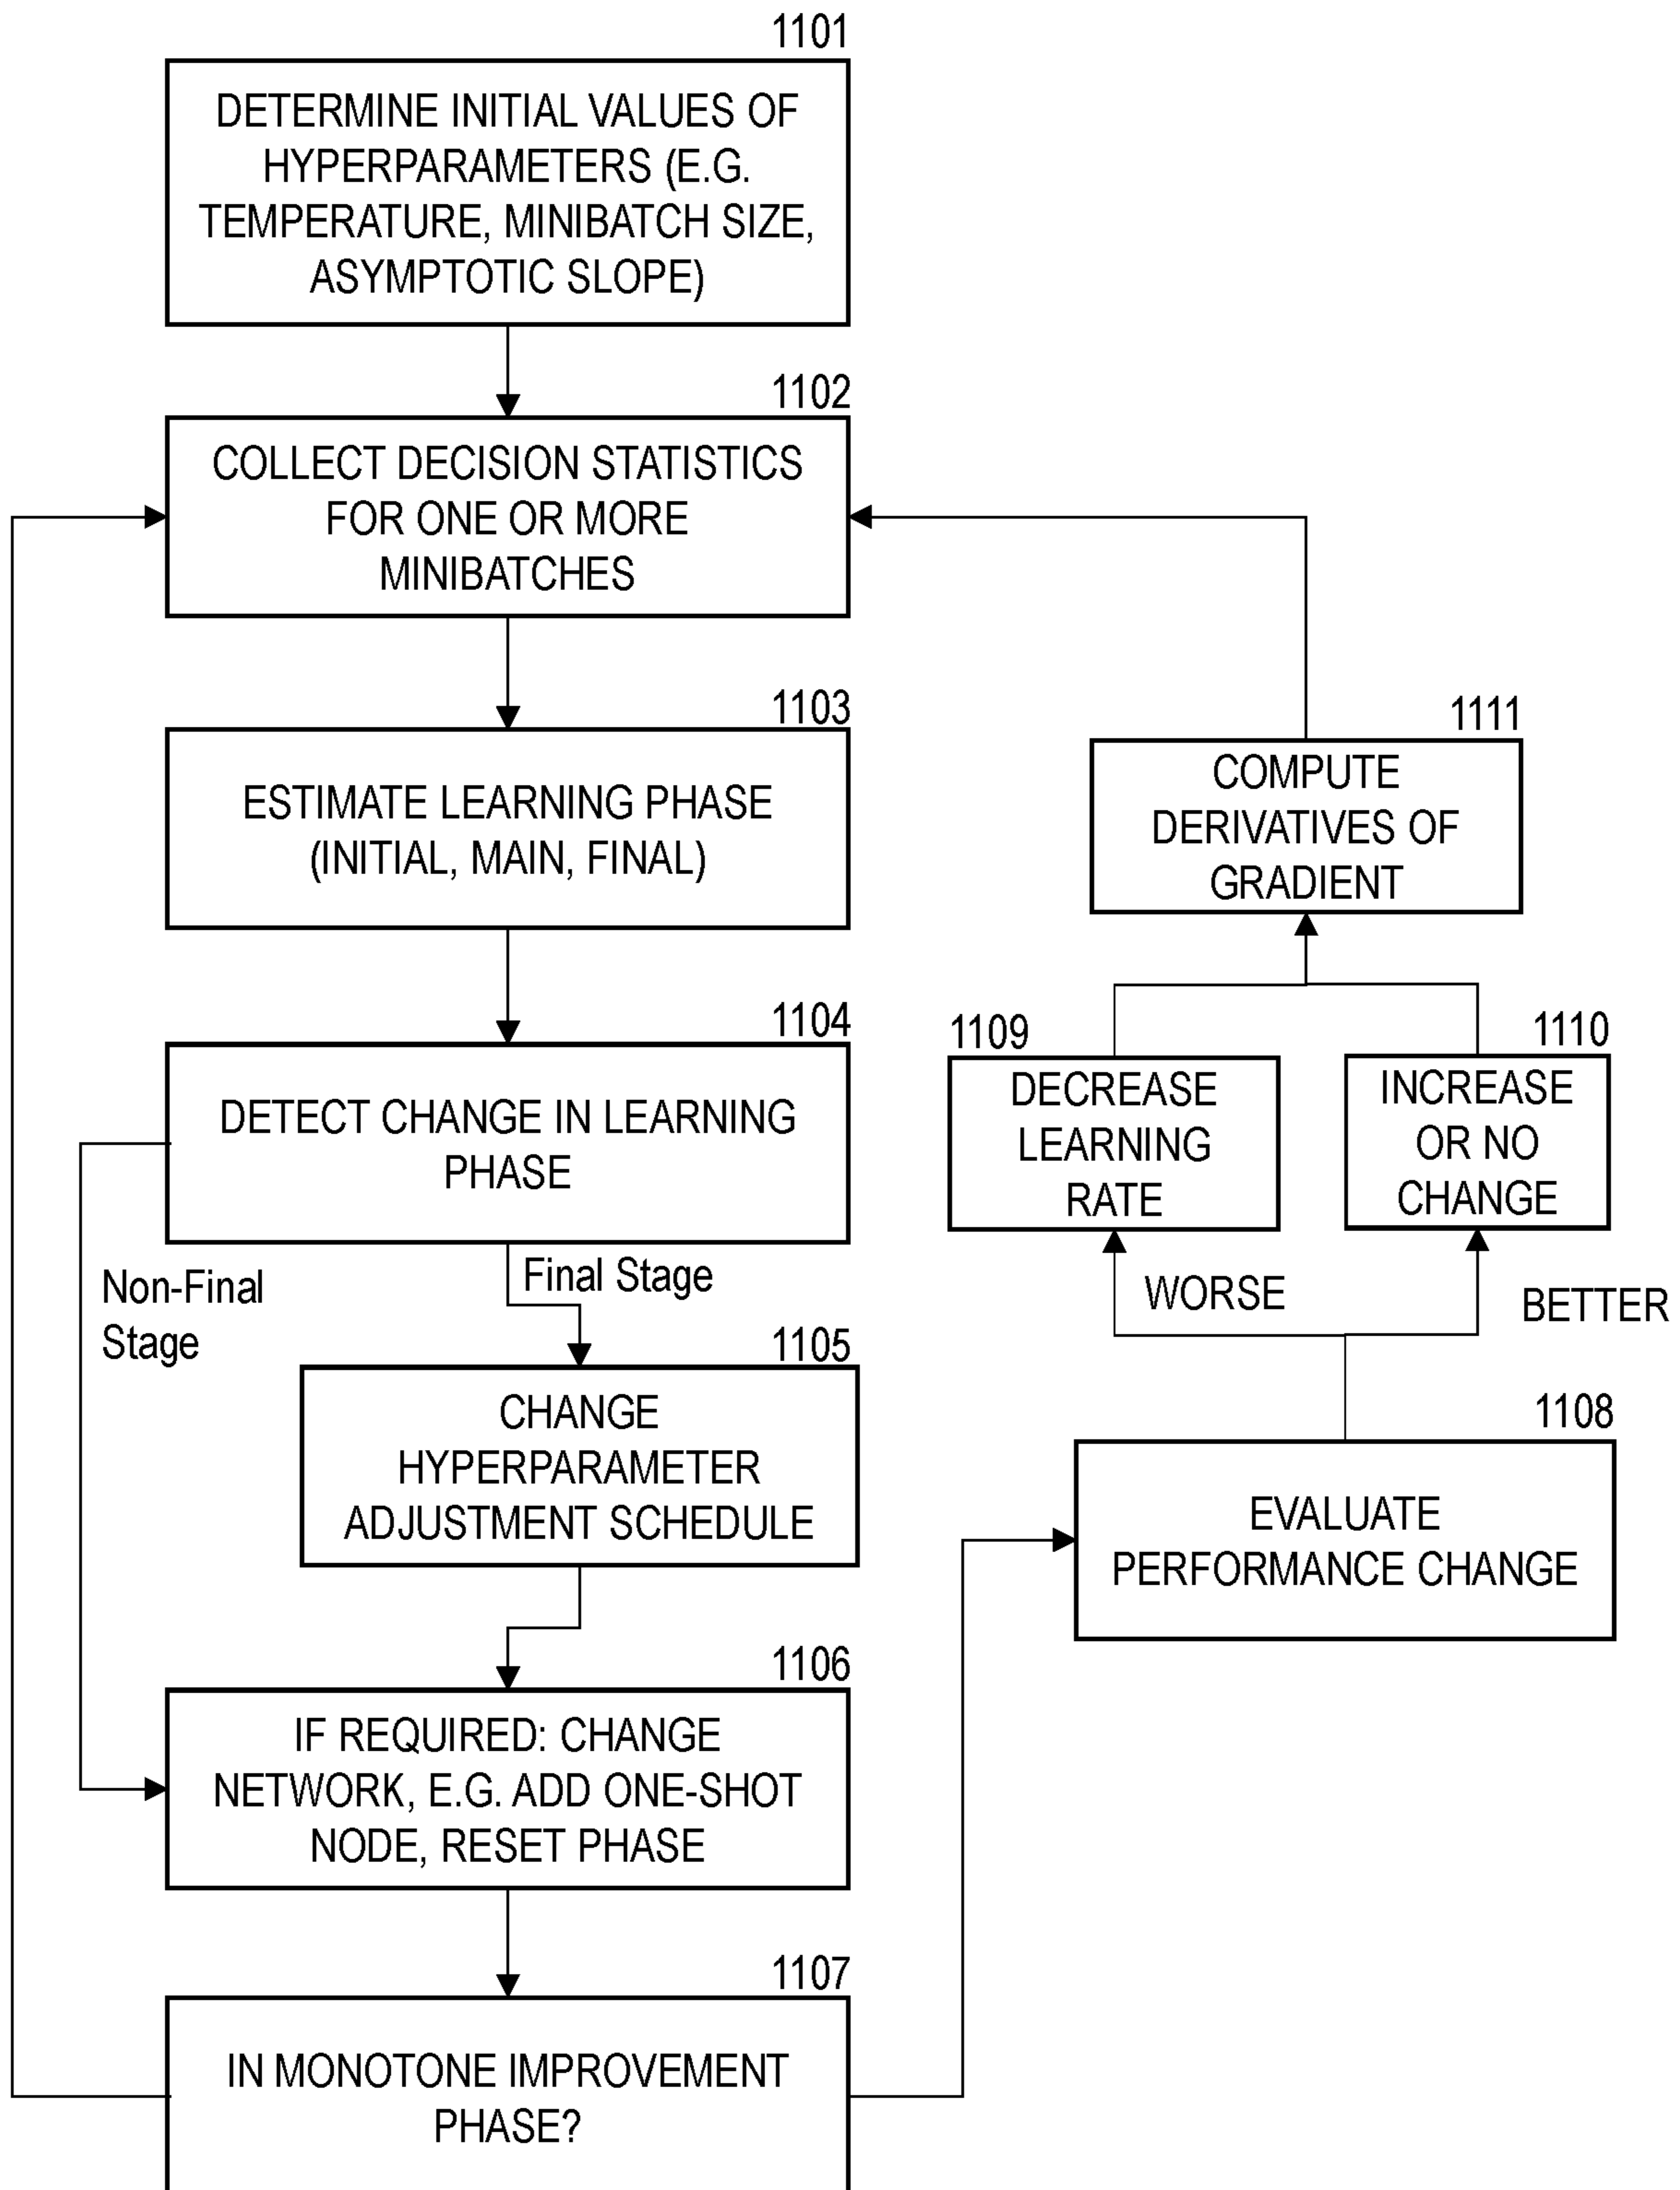 1101
DETERMINE INITIAL VALUES OF
HYPERPARAMETERS (E.G.
TEMPERATURE, MINIBATCH SIZE,
ASYMPTOTIC SLOPE)
1102
COLLECT DECISION STATISTICS
FOR ONE OR MORE
MINIBATCHES
1103
ESTIMATE LEARNING PHASE
(INITIAL, MAIN, FINAL)
1104
DETECT CHANGE IN LEARNING
PHASE
Non-Final
Stage
Final Stage
1105
CHANGE
HYPERPARAMETER
ADJUSTMENT SCHEDULE
1106
IF REQUIRED: CHANGE
NETWORK, E.G. ADD ONE-SHOT
NODE, RESET PHASE
1107
IN MONOTONE IMPROVEMENT
PHASE?
1108
EVALUATE
PERFORMANCE CHANGE
WORSE
BETTER
1109
DECREASE
LEARNING
RATE
1110
INCREASE
OR NO
CHANGE
1111
COMPUTE
DERIVATIVES OF
GRADIENT